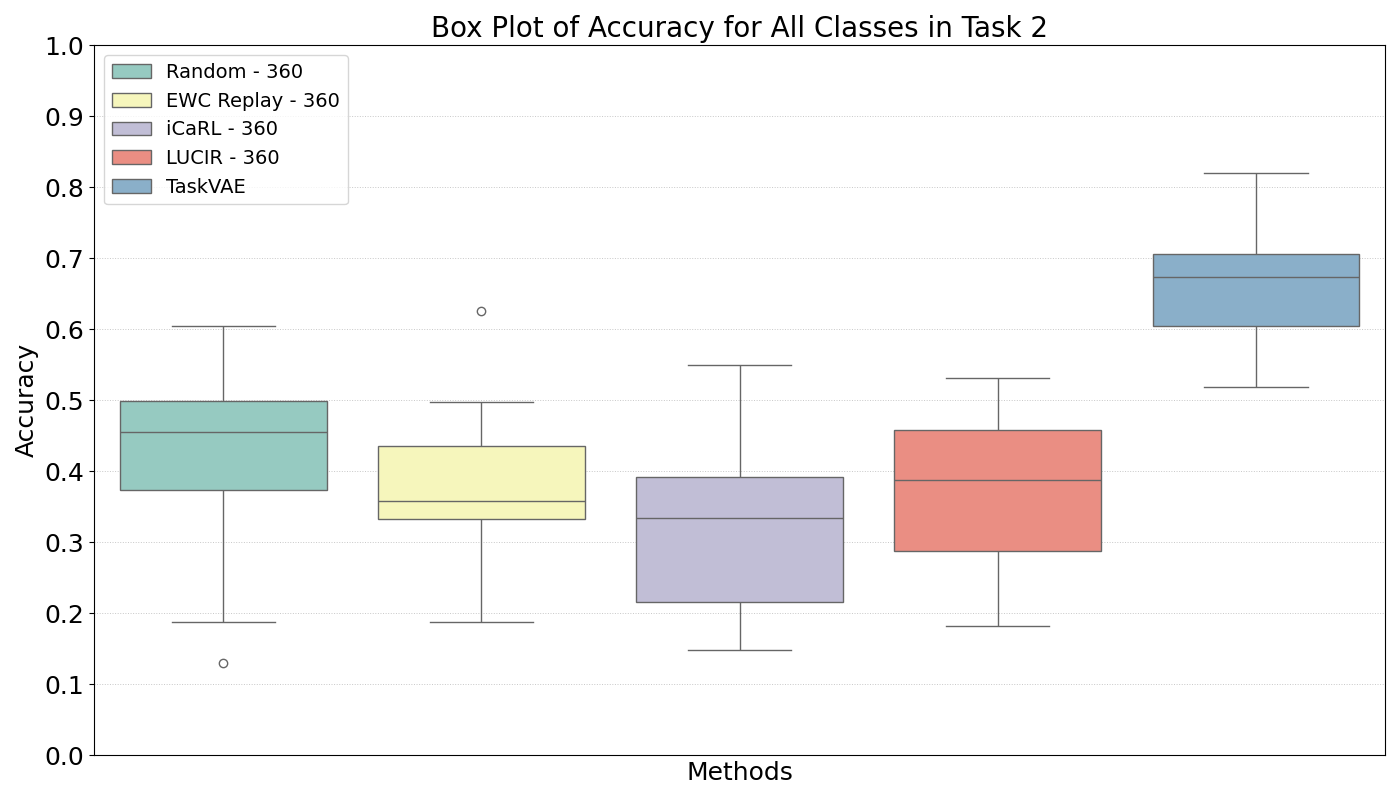 Box Plot of Accuracy for All Classes in Task 2
1.0
0.9
0.8
0.7
0.6
0.5
0.4
0.3
0.2
0.1
0.0
Accuracy
Random - 360
EWC Replay - 360
iCaRL - 360
LUCIR - 360
TaskVAE
Methods